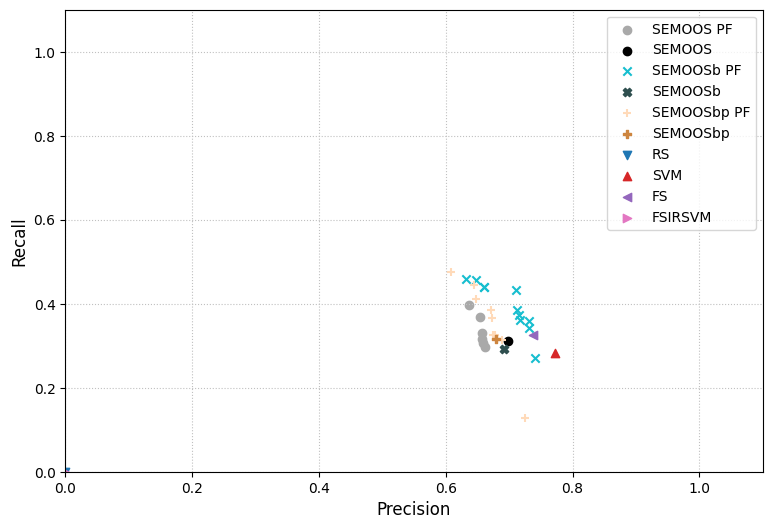 SEMOOS PF
SEMOOS
SEMOOSb PF
SEMOOSb
SEMOOSbp PF
SEMOOSbp
RS
SVM
FS
FSIRSVM
Recall
1.0
0.8
0.6
0.4
0.2
0.0
0.0 0.2 0.4 0.6 0.8 1.0
Precision